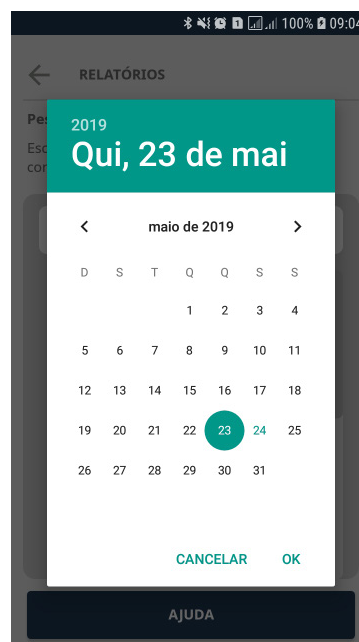 100% 09:04
RELATÓRIOS
Pes
Esc
cor
2019
Qui, 23 de mai
maio de 2019
D S T Q Q S S
1 2 3 4
5 6 7 8 9 10 11
12 13 14 15 16 17 18
19 20 21 22 23 24 25
26 27 28 29 30 31
CANCELAR OK
AJUDA